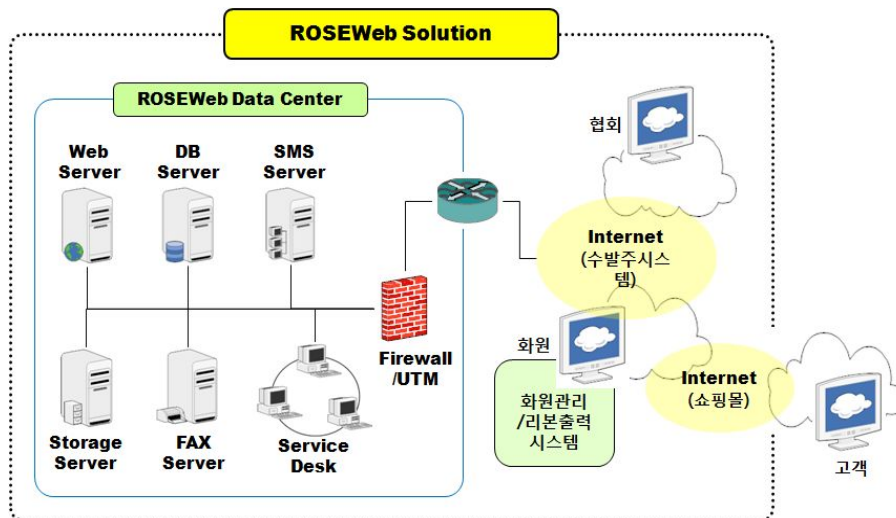 ROSEWeb Solution
ROSEWeb Data Center
Web
Server
DB
Server
SMS
Server
협회
Internet
(수발주시스
템)
Firewall
/UTM
화원
화원관리
/리본출력
시스템
Internet
(쇼핑몰)
Storage
Server
FAX
Server
Service
Desk
고객